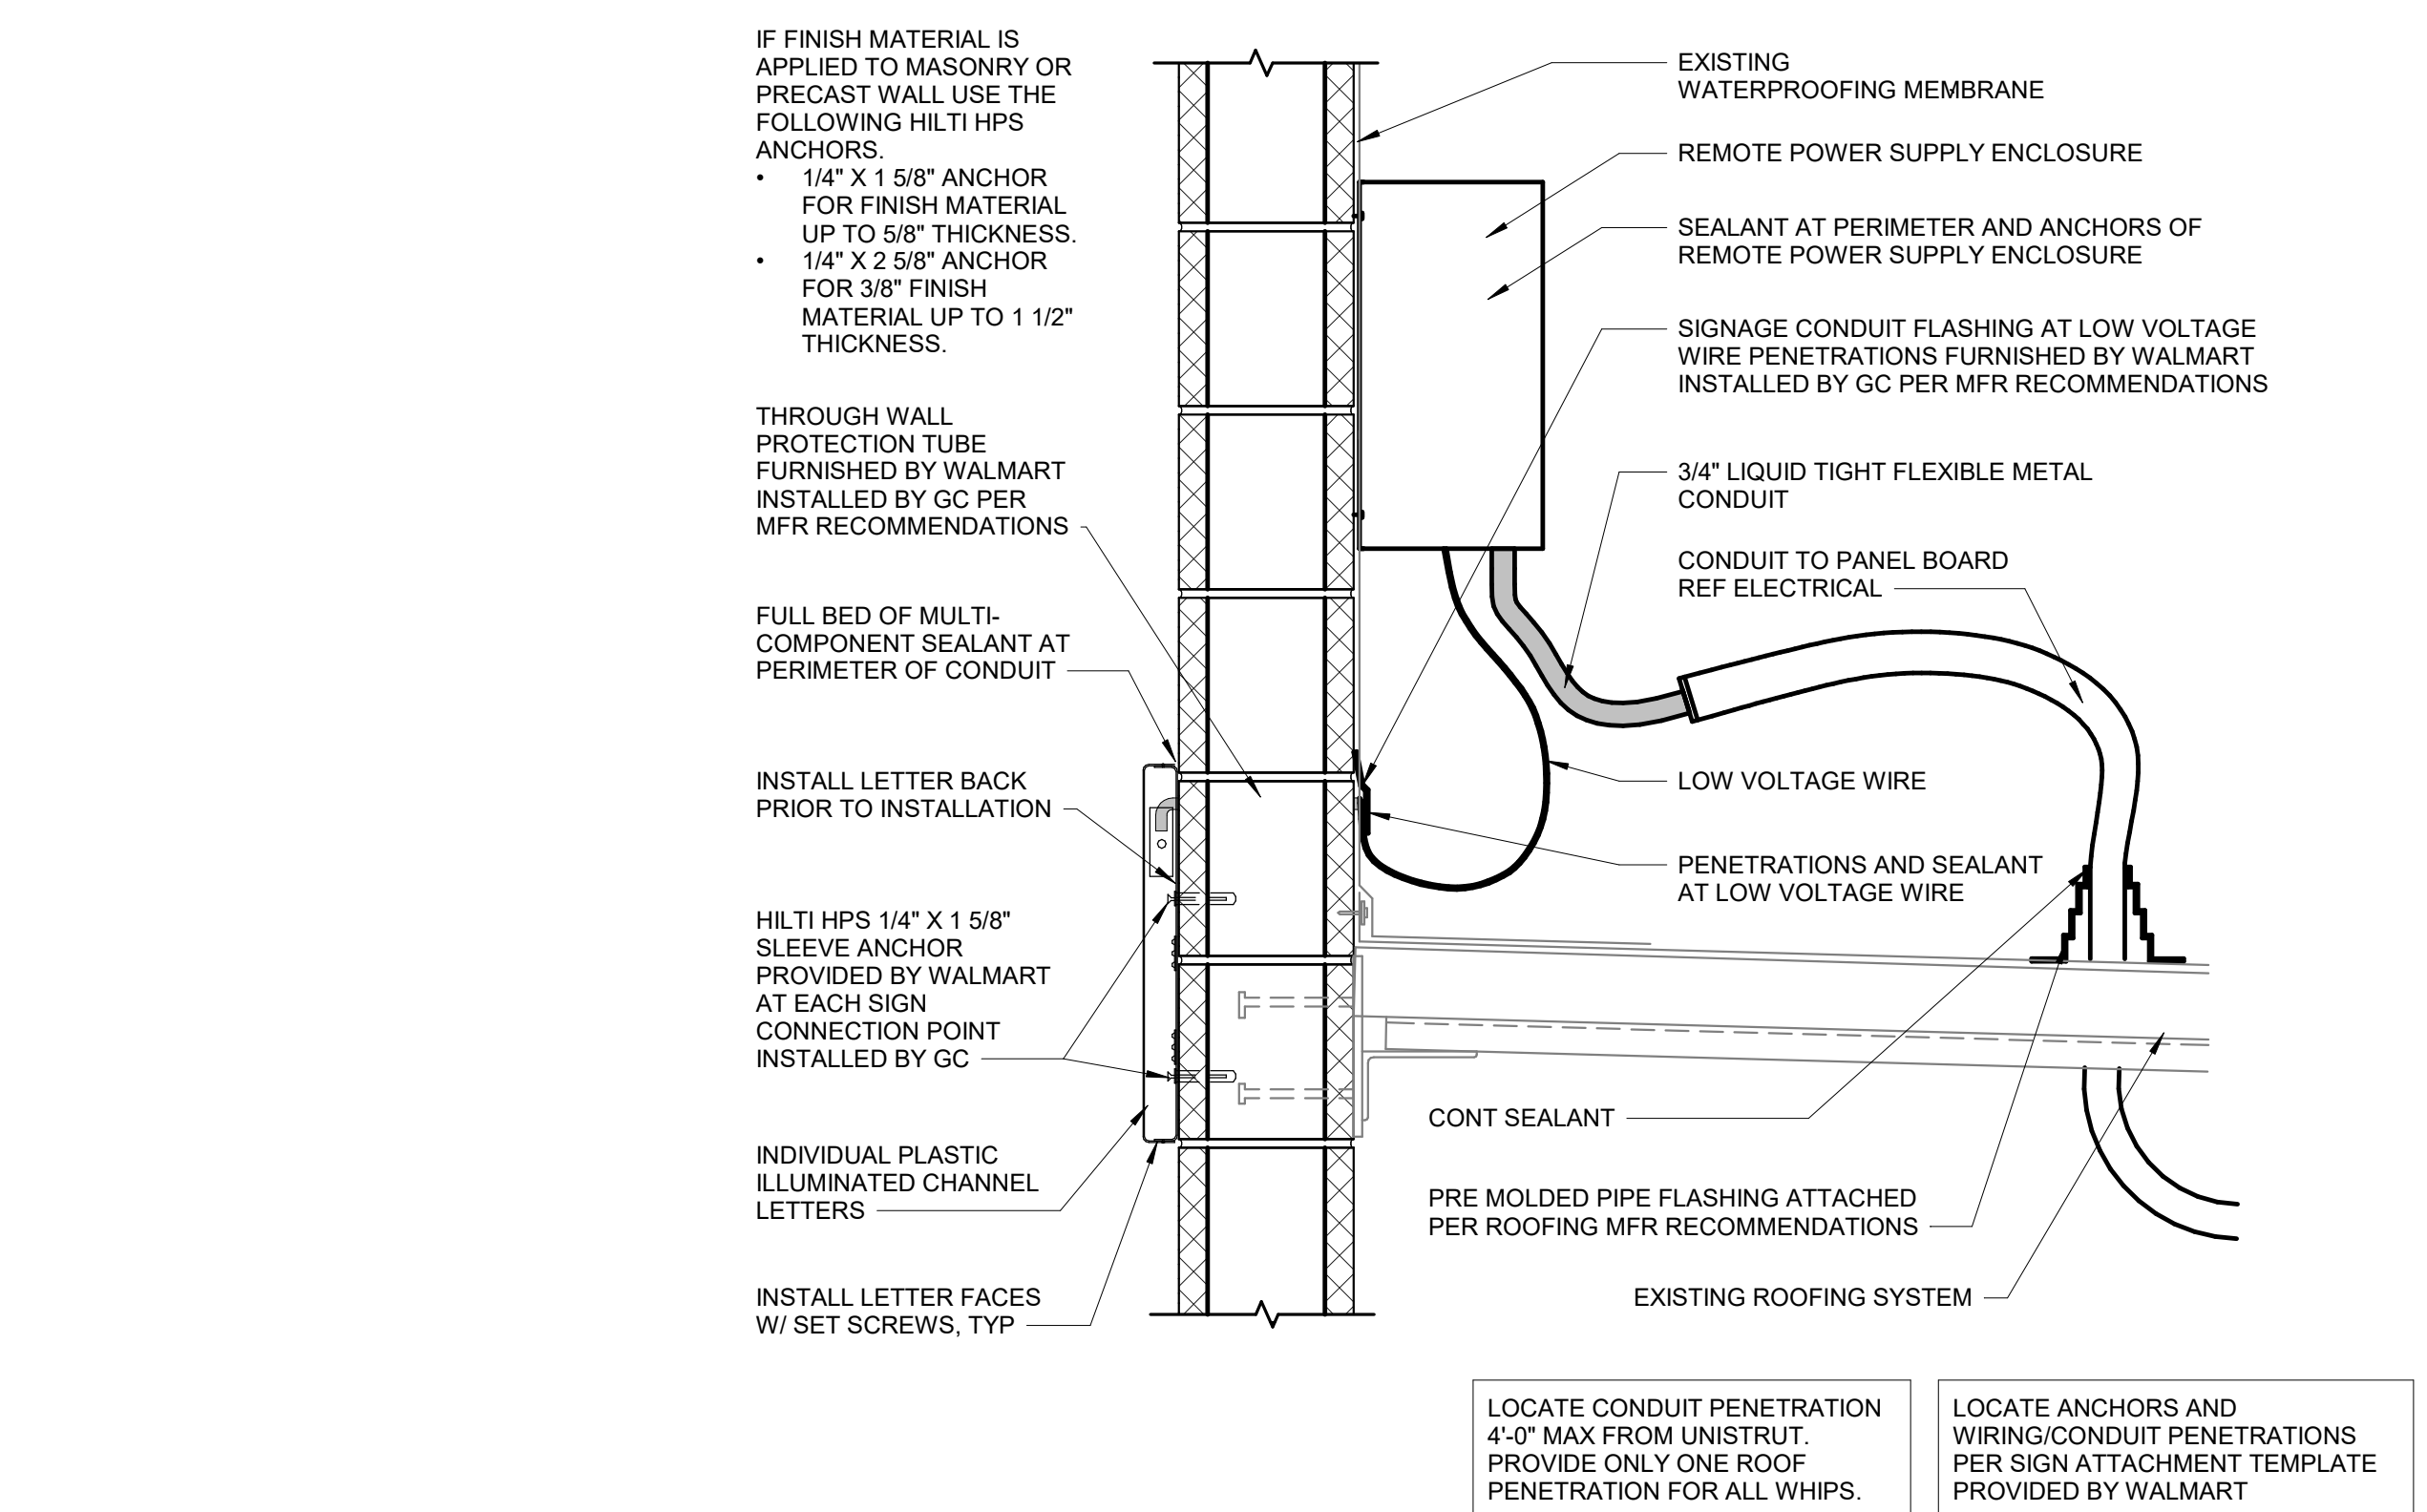 IF FINISH MATERIAL IS
APPLIED TO MASONRY OR
PRECAST WALL USE THE
FOLLOWING HILTI HPS
ANCHORS.
• 1/4" X 1 5/8" ANCHOR
FOR FINISH MATERIAL
UP TO 5/8" THICKNESS.
• 1/4" X 2 5/8" ANCHOR
FOR 3/8" FINISH
MATERIAL UP TO 1 1/2"
THICKNESS.
THROUGH WALL
PROTECTION TUBE
FURNISHED BY WALMART
INSTALLED BY GC PER
MFR RECOMMENDATIONS
FULL BED OF MULTI-
COMPONENT SEALANT AT
PERIMETER OF CONDUIT
INSTALL LETTER BACK
PRIOR TO INSTALLATION
HILTI HPS 1/4" X 1 5/8"
SLEEVE ANCHOR
PROVIDED BY WALMART
AT EACH SIGN
CONNECTION POINT
INSTALLED BY GC
INDIVIDUAL PLASTIC
ILLUMINATED CHANNEL
LETTERS
INSTALL LETTER FACES
W/ SET SCREWS, TYP
EXISTING
WATERPROOFING MEMBRANE
REMOTE POWER SUPPLY ENCLOSURE
SEALANT AT PERIMETER AND ANCHORS OF
REMOTE POWER SUPPLY ENCLOSURE
SIGNAGE CONDUIT FLASHING AT LOW VOLTAGE
WIRE PENETRATIONS FURNISHED BY WALMART
INSTALLED BY GC PER MFR RECOMMENDATIONS
3/4" LIQUID TIGHT FLEXIBLE METAL
CONDUIT
CONDUIT TO PANEL BOARD
REF ELECTRICAL
LOW VOLTAGE WIRE
PENETRATIONS AND SEALANT
AT LOW VOLTAGE WIRE
CONT SEALANT
PRE MOLDED PIPE FLASHING ATTACHED
PER ROOFING MFR RECOMMENDATIONS
EXISTING ROOFING SYSTEM
LOCATE CONDUIT PENETRATION
4'-0" MAX FROM UNISTRUT.
PROVIDE ONLY ONE ROOF
PENETRATION FOR ALL WHIPS.
LOCATE ANCHORS AND
WIRING/CONDUIT PENETRATIONS
PER SIGN ATTACHMENT TEMPLATE
PROVIDED BY WALMART